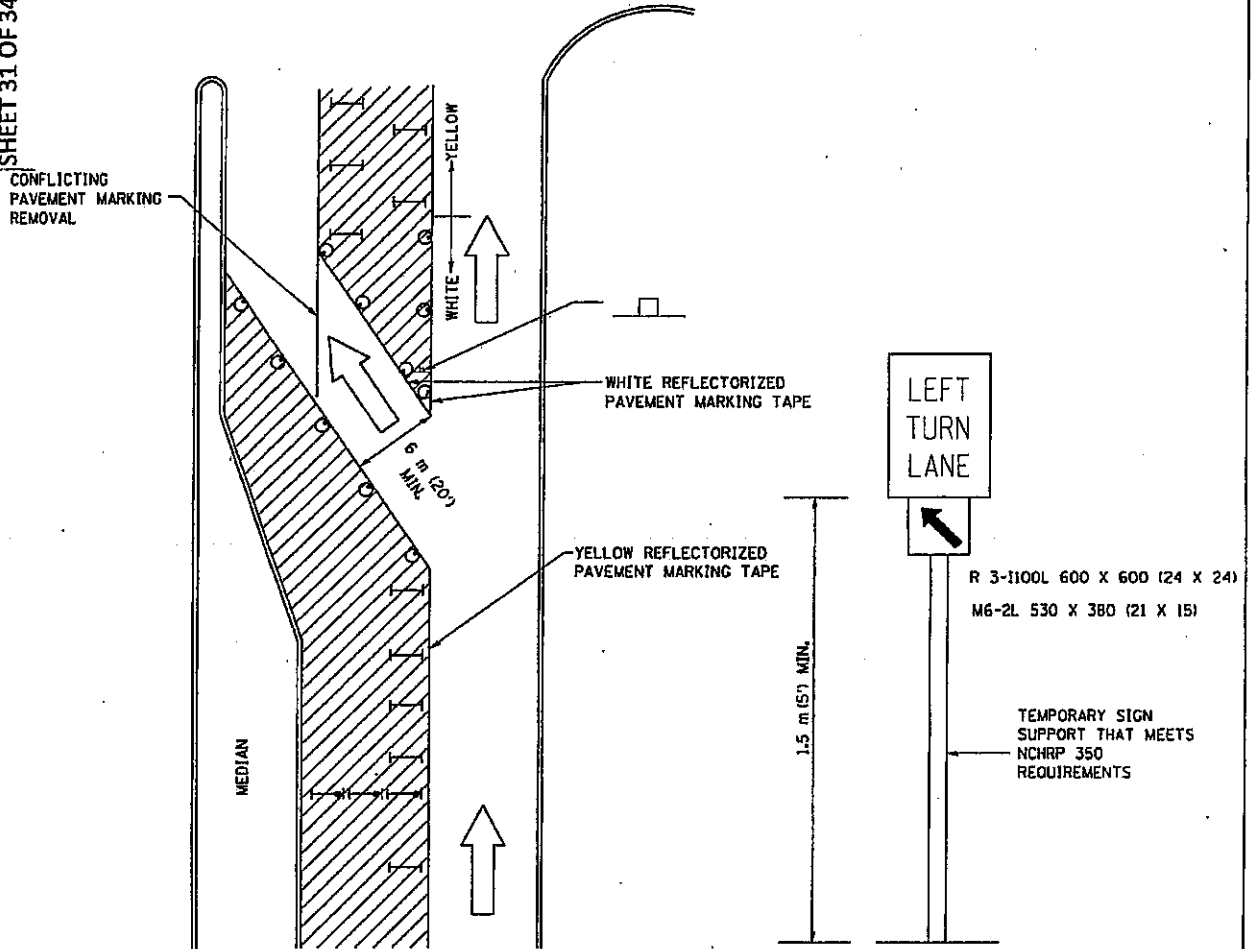 SHEET 31 OF 34
CONFLICTING
PAVEMENT MARKING
REMOVAL
YELLOW
WHITE
WHITE REFLECTORIZED
PAVEMENT MARKING TAPE
6 m (20')
MIN.
YELLOW REFLECTORIZED
PAVEMENT MARKING TAPE
MEDIAN
LEFT
TURN
LANE
R 3-I100L 600 X 600 (24 X 24)
M6-2L 530 X 380 (21 X 15)
1.5 m (5') MIN.
TEMPORARY SIGN
SUPPORT THAT MEETS
NCHRP 350
REQUIREMENTS